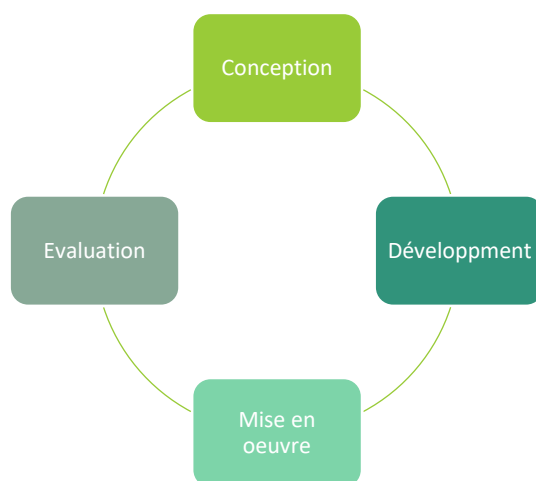 Conception
Evaluation
Développment
Mise en
oeuvre